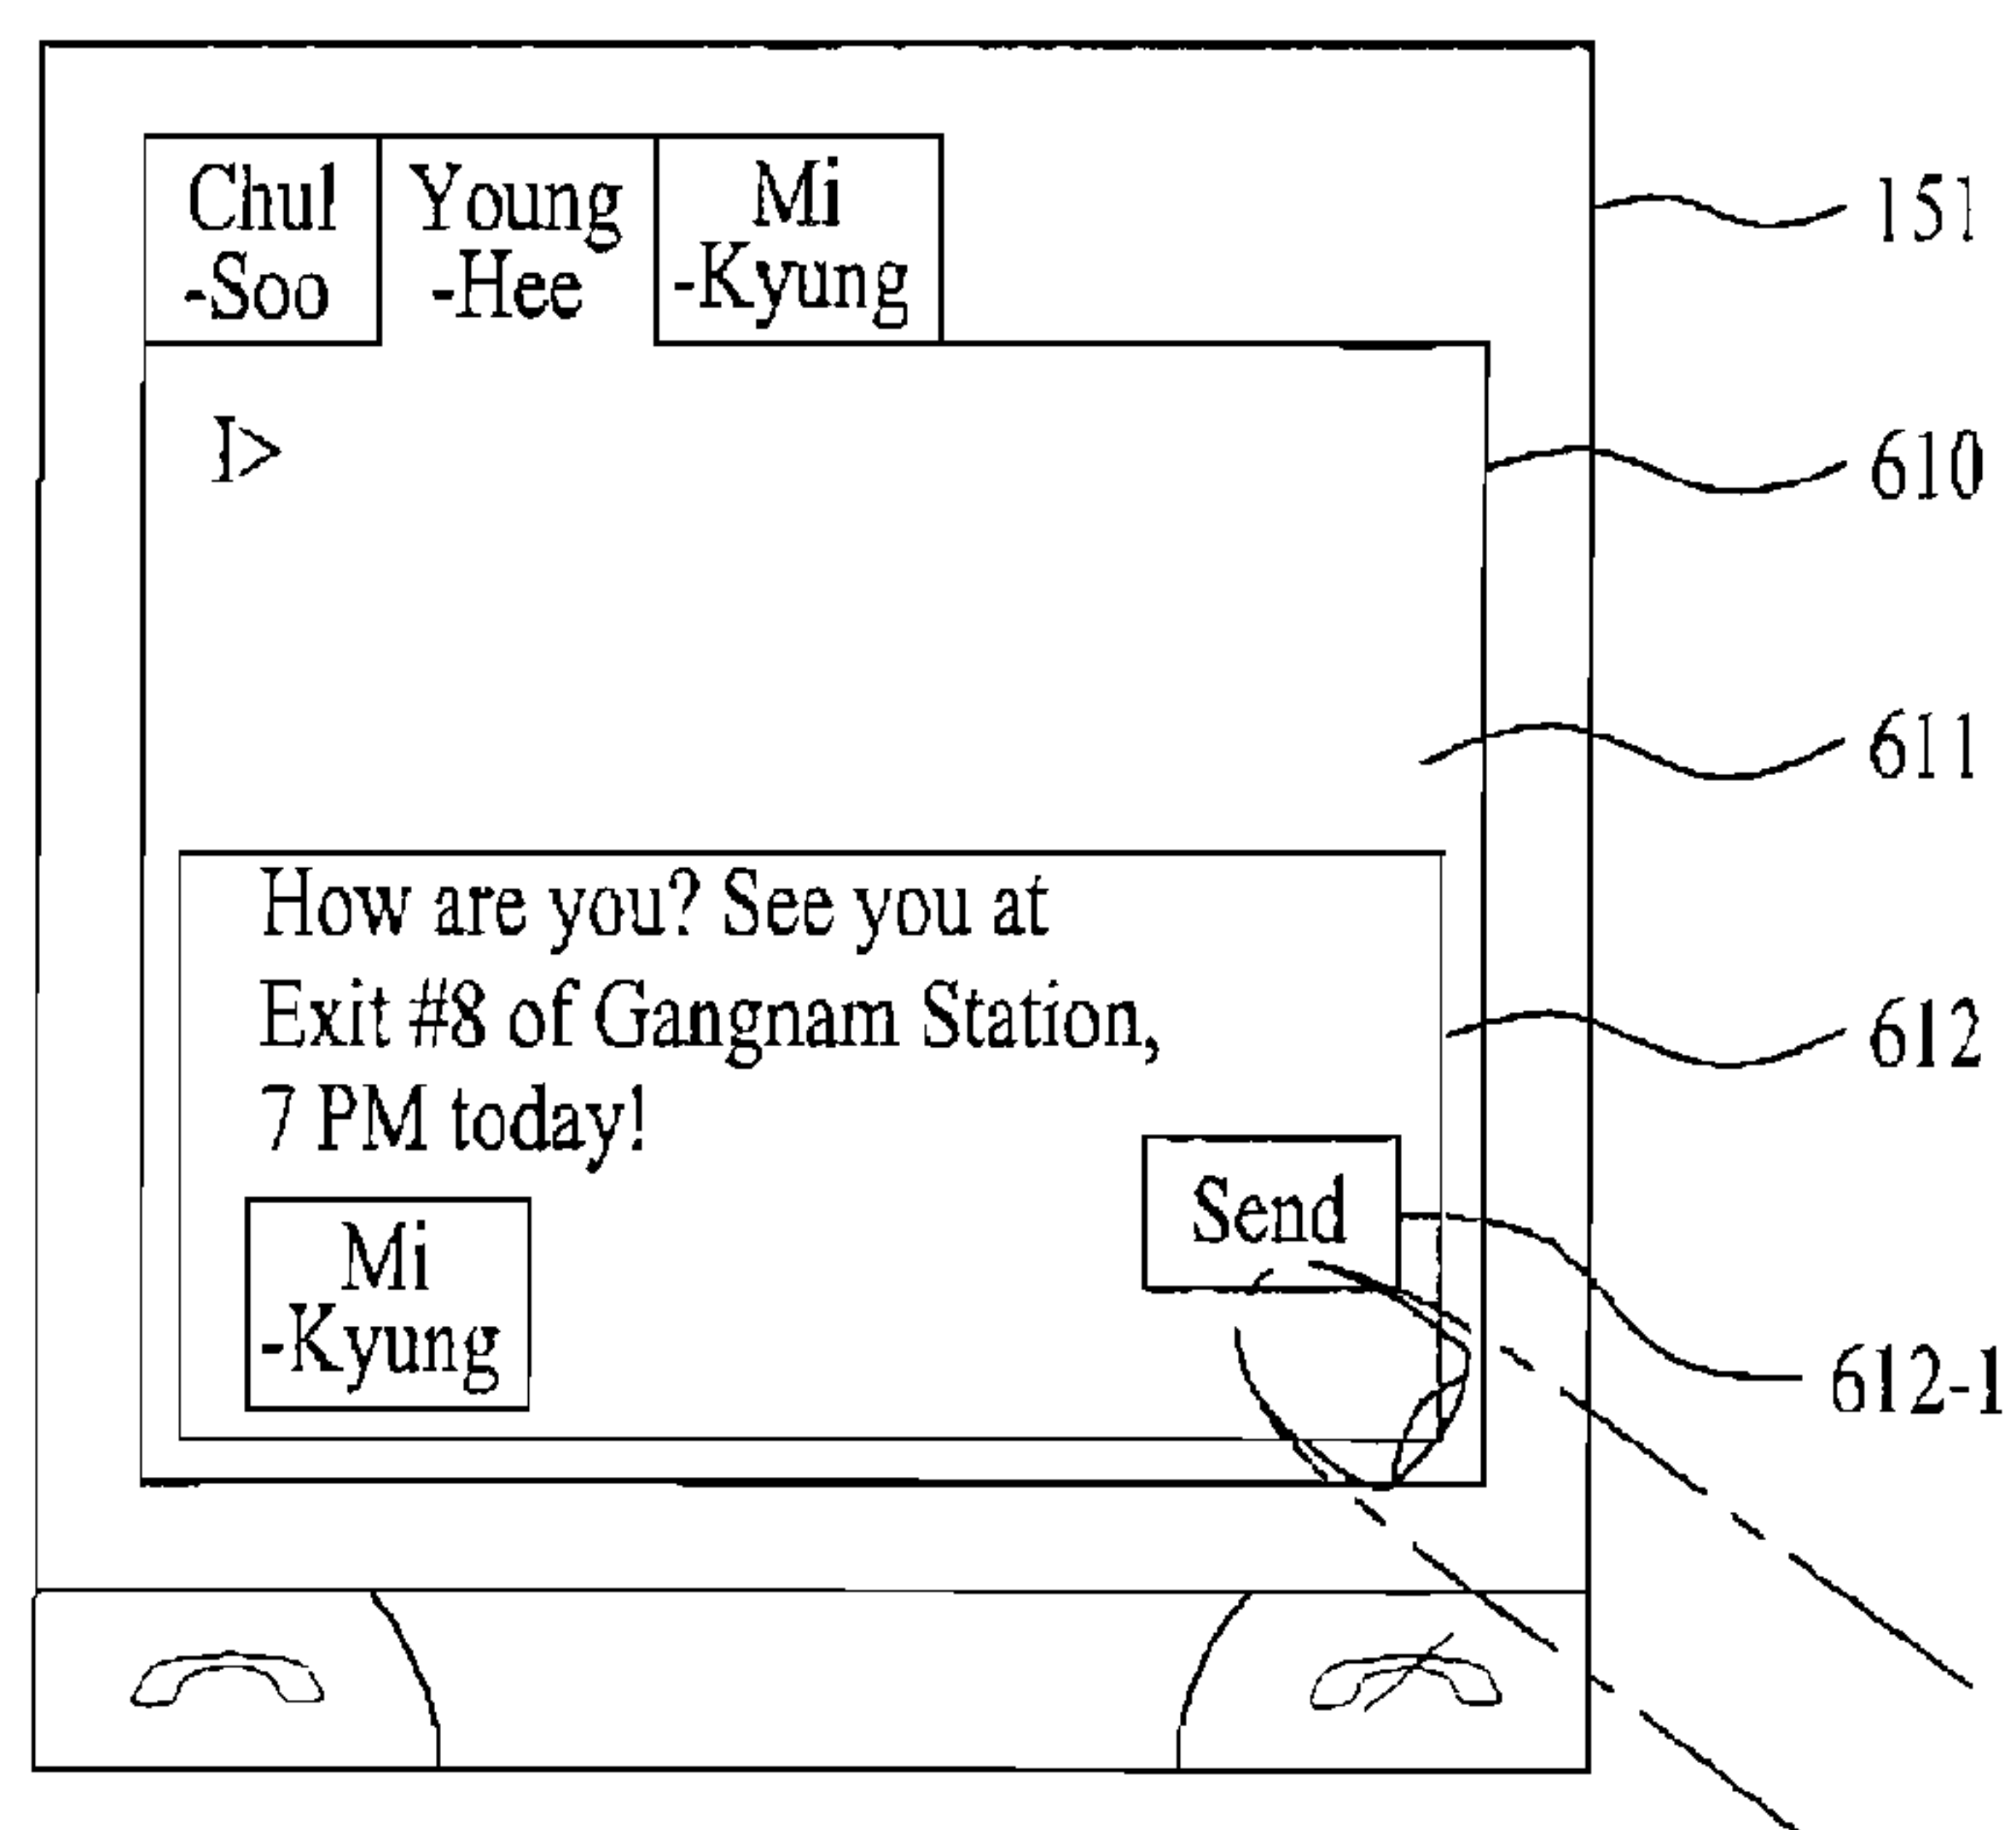 Chul
-Soo
Young
-Hee
Mi
-Kyung
151
I>
610
611
How are you? See you at
Exit #8 of Gangnam Station,
7 PM today!
612
Send
Mi
-Kyung
612-1